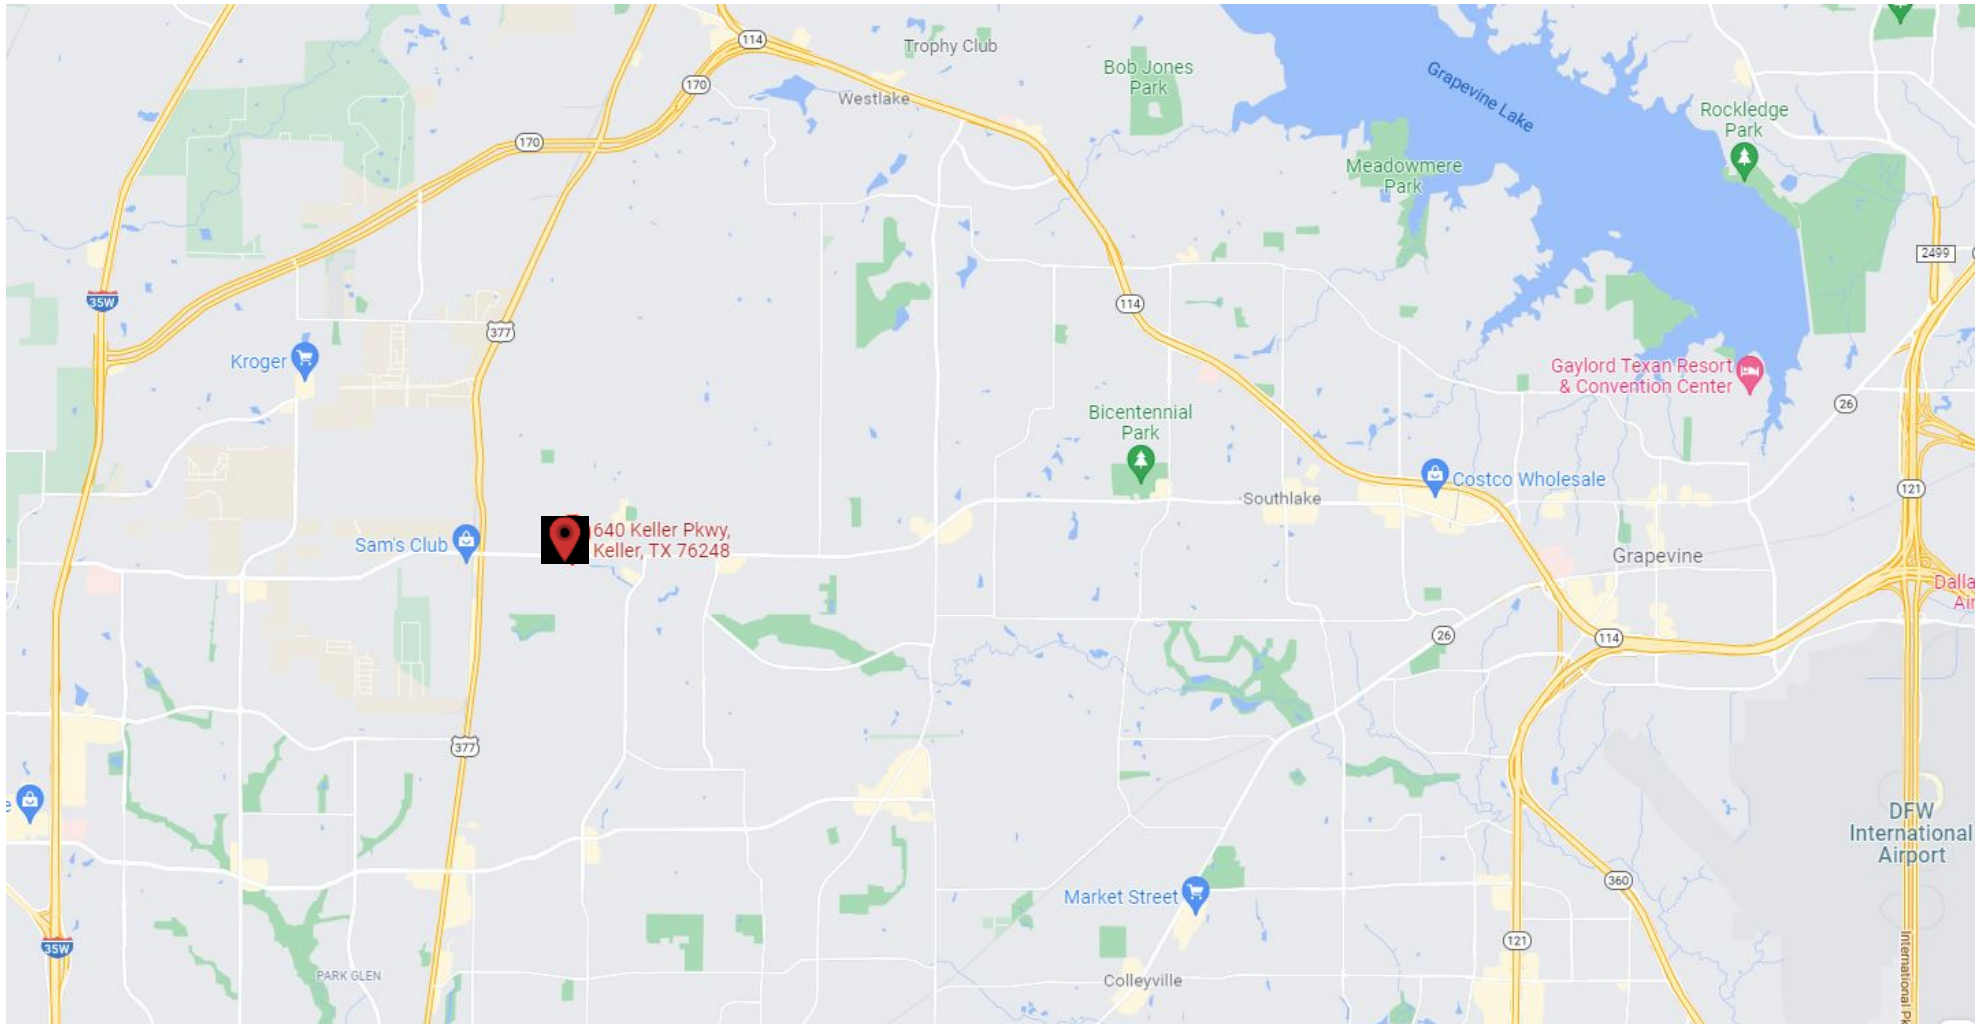 114
Trophy Club
170
Westlake
Bob Jones
Park
Grapevine Lake
Rockledge
Park
170
Meadowmere
Park
2499
35W
114
377
Kroger
Gaylord Texan Resort
& Convention Center
26
Bicentennial
Park
Costco Wholesale
Southlake
121
640 Keller Pkwy,
Keller, TX 76248
Sam's Club
Grapevine
Dalla
Air
26
114
377
e
DFW
International
Airport
360
Market Street
35W
121
PARK GLEN
Colleyville
International Pk